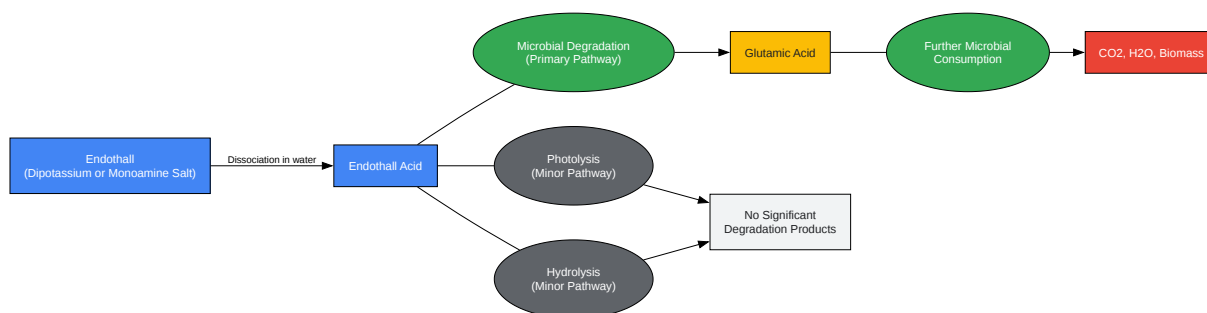 Microbial Degradation
(Primary Pathway)
Glutamic Acid
Further Microbial
Consumption
CO2, H2O, Biomass
Endothall
(Dipotassium or Monoamine Salt)
Dissociation in water
Endothall Acid
Photolysis
(Minor Pathway)
No Significant
Degradation Products
Hydrolysis
(Minor Pathway)